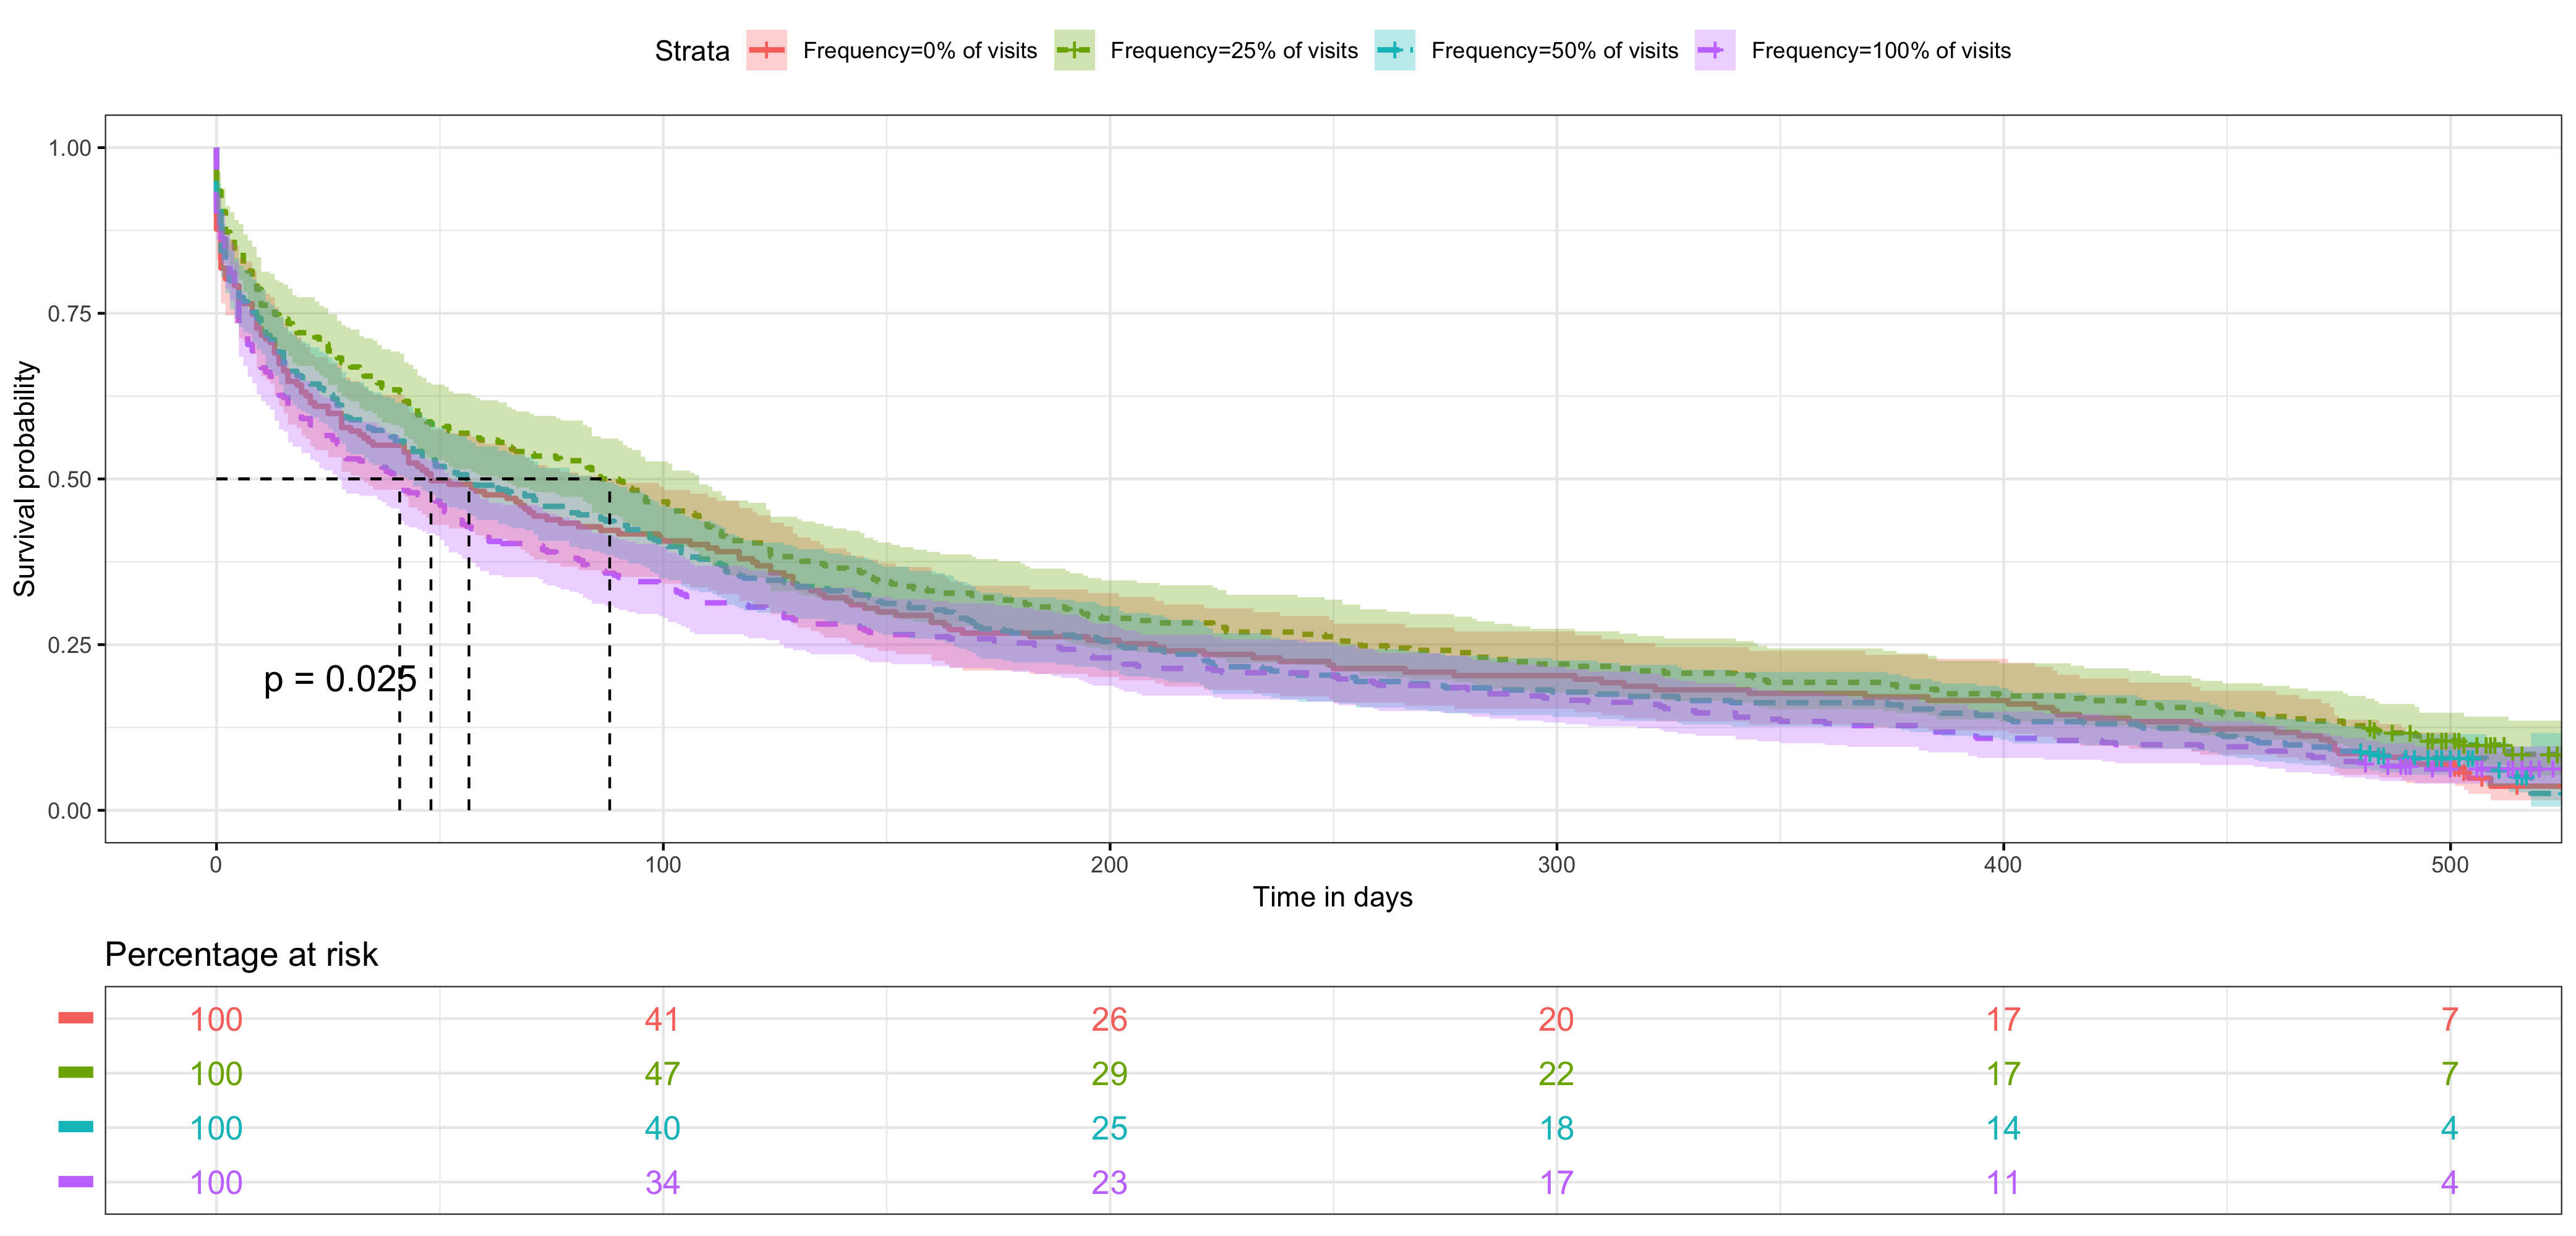 Strata Frequency=0% of visits Frequency=25% of visits Frequency=50% of visits Frequency=100% of visits
1.00
0.75
0.50
0.25
0.00
Survival probability
p = 0.025
0 100 200 300 400 500
Time in days
Percentage at risk
100 41 26 20 17 7
100 47 29 22 17 7
100 40 25 18 14 4
100 34 23 17 11 4